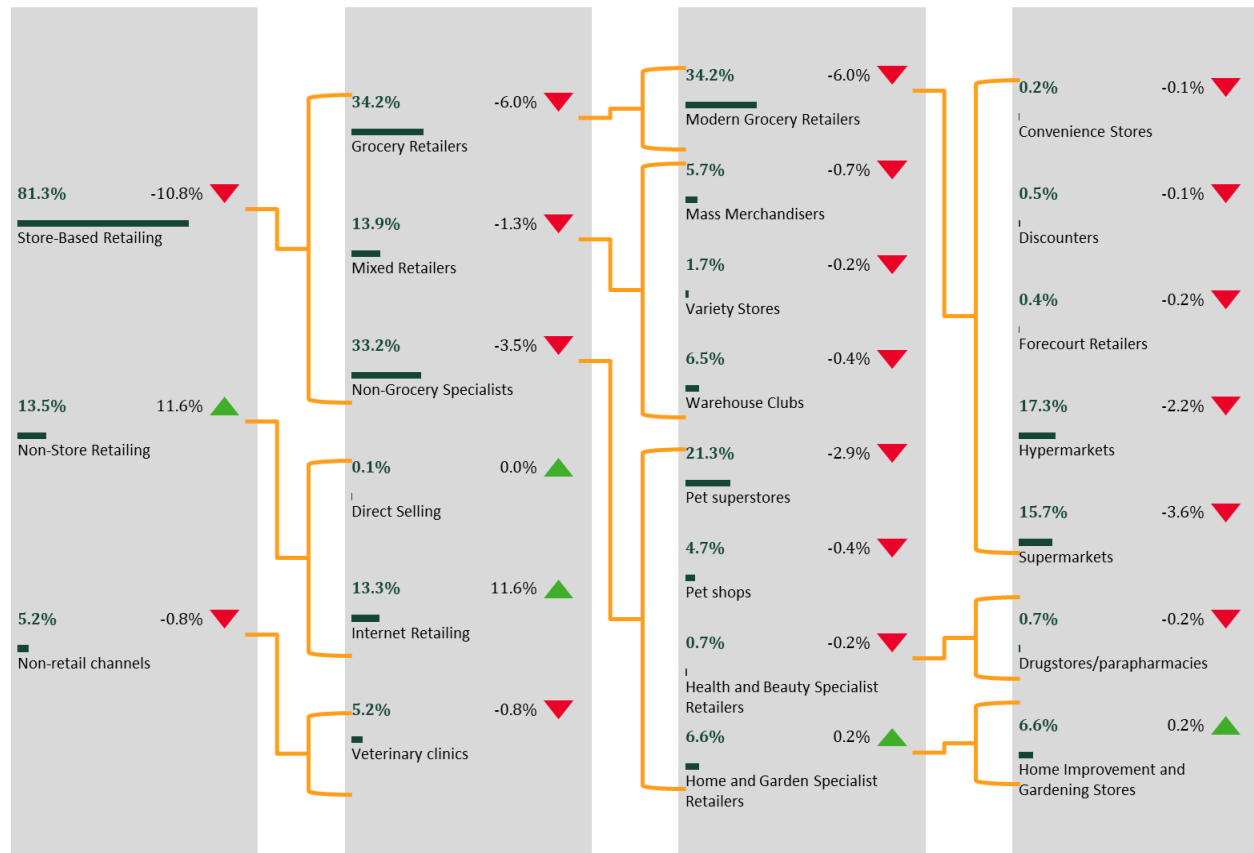 81.3% -10.8%
Store-Based Retailing
13.5% 11.6%
Non-Store Retailing
5.2% -0.8%
Non-retail channels
34.2% -6.0%
Grocery Retailers
13.9% -1.3%
Mixed Retailers
33.2% -3.5%
Non-Grocery Specialists
0.1% 0.0%
Direct Selling
13.3% 11.6%
Internet Retailing
5.2% -0.8%
Veterinary clinics
34.2% -6.0%
Modern Grocery Retailers
5.7% -0.7%
Mass Merchandisers
1.7% -0.2%
Variety Stores
6.5% -0.4%
Warehouse Clubs
21.3% -2.9%
Pet superstores
4.7% -0.4%
Pet shops
0.7% -0.2%
Health and Beauty Specialist
Retailers
6.6% 0.2%
Home and Garden Specialist
Retailers
0.2% -0.1%
Convenience Stores
0.5% -0.1%
Discounters
0.4% -0.2%
Forecourt Retailers
17.3% -2.2%
Hypermarkets
15.7% -3.6%
Supermarkets
0.7% -0.2%
Drugstores/parapharmacies
6.6% 0.2%
Home Improvement and
Gardening Stores